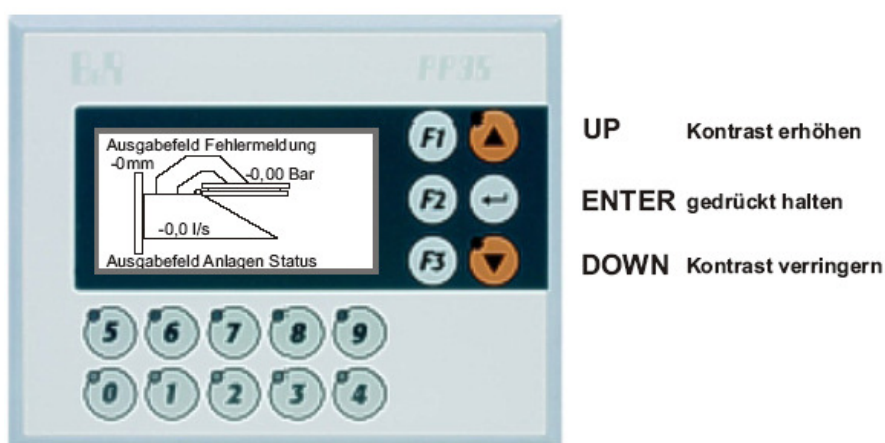 B&R PP35
Ausgabefeld Fehlermeldung
-0mm
-0,00 Bar
-0,0 l/s
Ausgabefeld Anlagen Status
F1
F2
F3
5 6 7 8 9
0 1 2 3 4
UP Kontrast erhöhen
ENTER gedrückt halten
DOWN Kontrast verringern